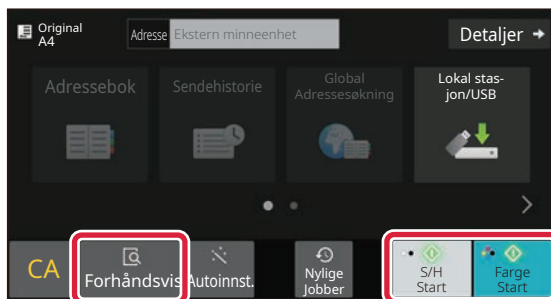 Original
A4
Adresse
Ekstern minneenhet
Detaljer
Adressebok
Sendehistorie
Global
Adressesøkning
Lokal stas-
jon/USB
CA
Forhåndsvis
Autoinnst.
Nylige
Jobber
S/H
Start
Farge
Start